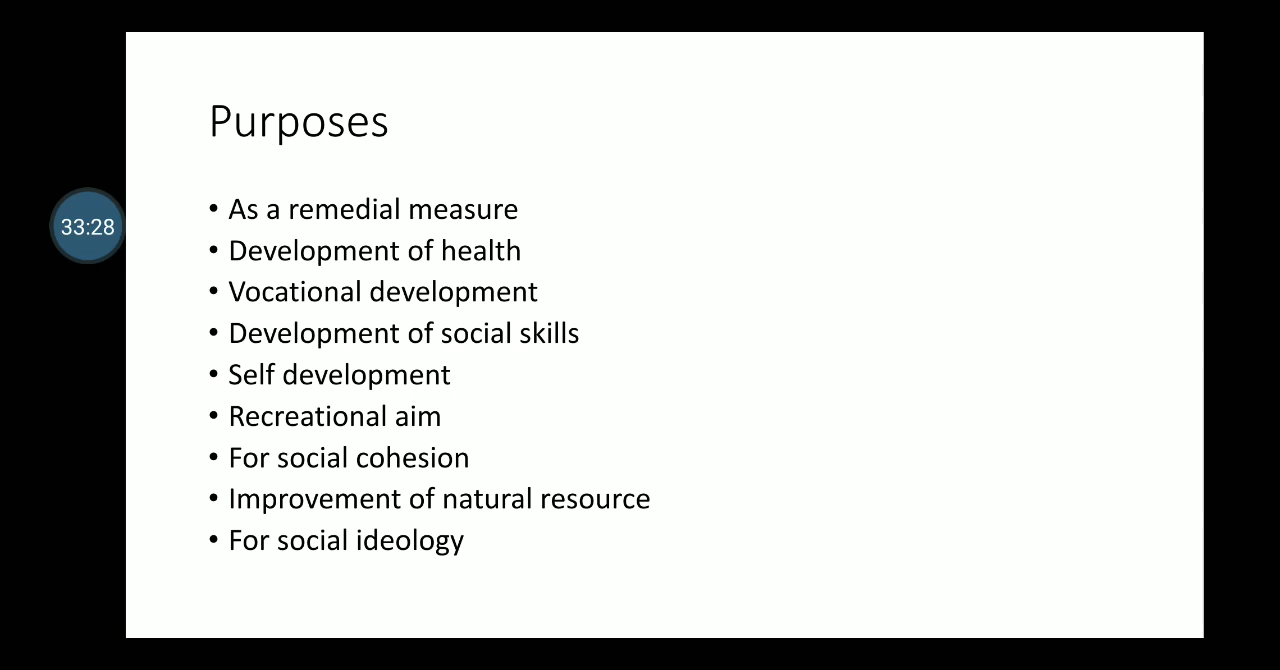 Purposes
33:28
• As a remedial measure
• Development of health
• Vocational development
• Development of social skills
• Self development
• Recreational aim
• For social cohesion
• Improvement of natural resource
• For social ideology